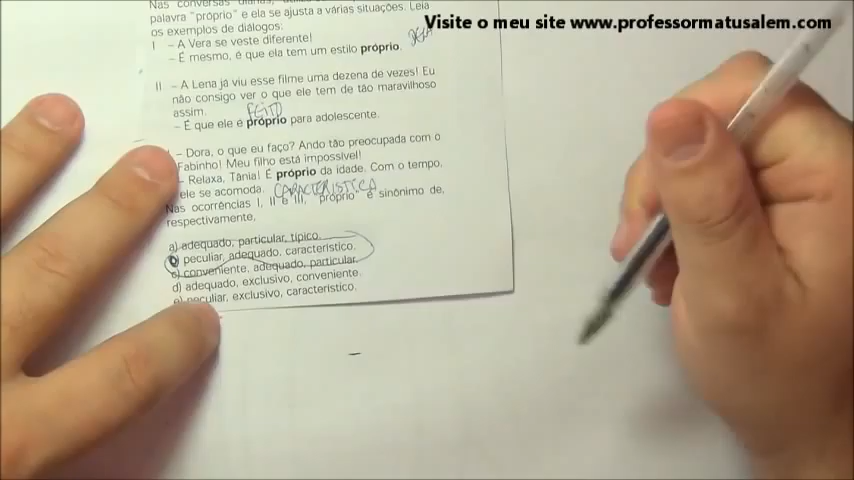 Visite o meu site www.professormatusalem.com
Nas conversas diárias,
palavra "próprio" e ela se ajusta a várias situações. Leia
os exemplos de diálogos:
I – A Vera se veste diferente!
– É mesmo, é que ela tem um estilo próprio.
II – A Lena já viu esse filme uma dezena de vezes! Eu
não consigo ver o que ele tem de tão maravilhoso
assim.
FEITO
– É que ele é próprio para adolescente.
– Dora, o que eu faço? Ando tão preocupada com o
Fabinho! Meu filho está impossível!
– Relaxa, Tânia! É próprio da idade. Com o tempo,
ele se acomoda.
CARACTERISTICA
Nas ocorrências I, II e III, "próprio" é sinônimo de,
respectivamente,
a) adequado, particular, típico.
b) peculiar, adequado, característico.
c) conveniente, adequado, particular.
d) adequado, exclusivo, conveniente.
e) peculiar, exclusivo, característico.